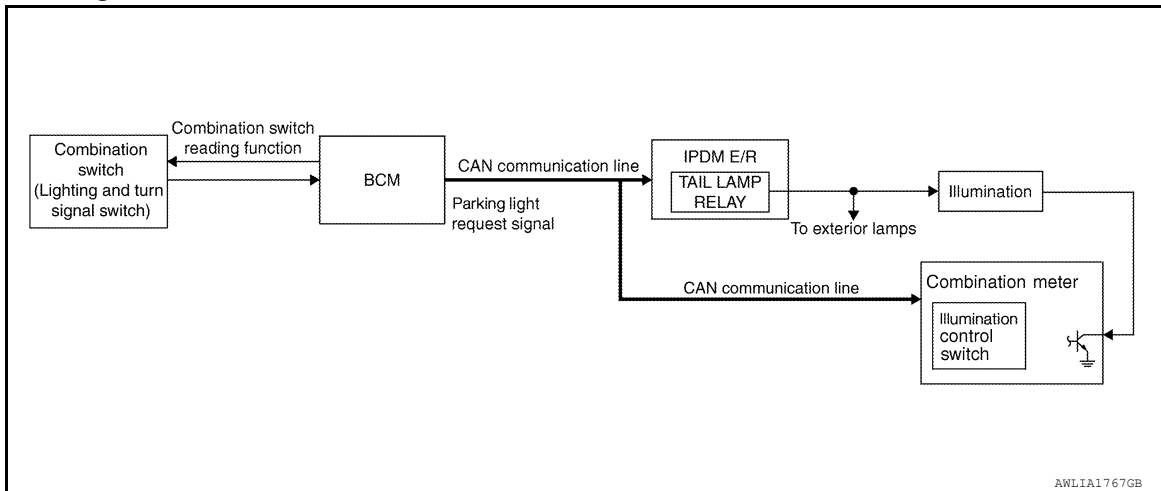 Combination
switch
(Lighting and turn
signal switch)
Combination switch
reading function
BCM
CAN communication line
Parking light
request signal
IPDM E/R
TAIL LAMP
RELAY
To exterior lamps
Illumination
CAN communication line
Combination meter
Illumination
control
switch
AWLIA1767GB